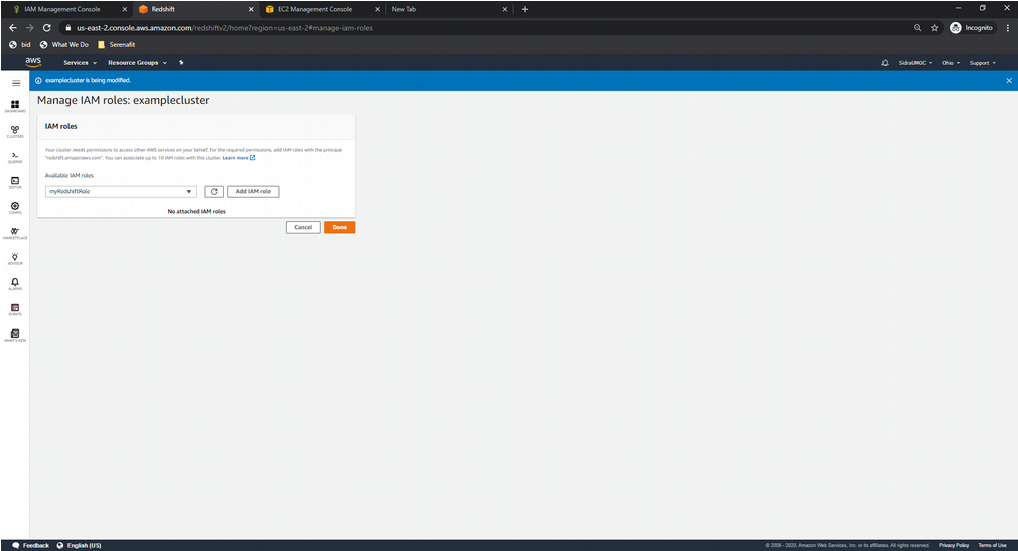 IAM Management Console
Redshift
EC2 Management Console
New Tab
us-east-2.console.aws.amazon.com/redshiftv2/home?region=us-east-2#manage-iam-roles
Incognito
bid
What We Do
Serenafit
aws
Services
Resource Groups
SidraUMGC
Ohio
Support
examplecluster is being modified.
Manage IAM roles: examplecluster
DASHBOARD
CLUSTERS
QUERIES
EDITOR
CONFIG
MARKETPLACE
ADVISOR
ALARMS
EVENTS
WHAT'S NEW
IAM roles
Your cluster needs permissions to access other AWS services on your behalf. For the required permissions, add IAM roles with the principal
"redshift.amazonaws.com". You can associate up to 10 IAM roles with this cluster. Learn more
Available IAM roles
myRedshiftRole
Add IAM role
No attached IAM roles
Cancel
Done
Feedback
English (US)
© 2008 - 2020, Amazon Web Services, Inc. or its affiliates. All rights reserved.
Privacy Policy
Terms of Use